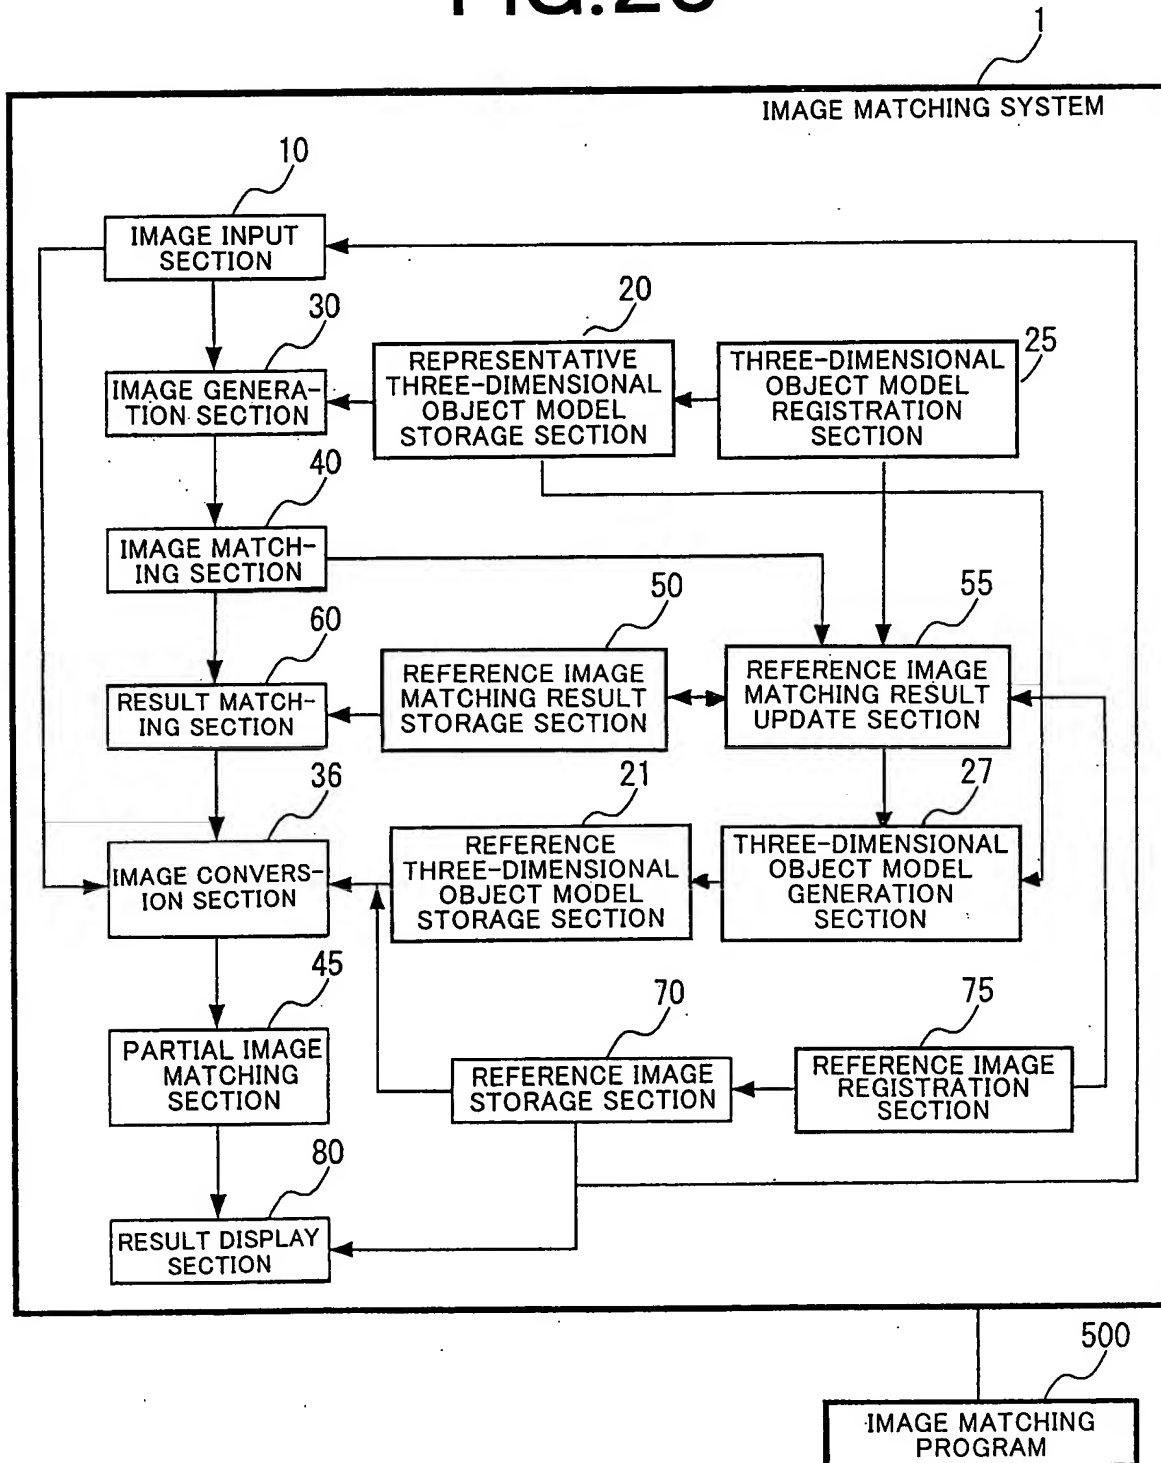 1
IMAGE MATCHING SYSTEM
10
IMAGE INPUT
SECTION
30
IMAGE GENERA-
TION SECTION
20
REPRESENTATIVE
THREE-DIMENSIONAL
OBJECT MODEL
STORAGE SECTION
25
THREE-DIMENSIONAL
OBJECT MODEL
REGISTRATION
SECTION
40
IMAGE MATCH-
ING SECTION
60
RESULT MATCH-
ING SECTION
50
REFERENCE IMAGE
MATCHING RESULT
STORAGE SECTION
55
REFERENCE IMAGE
MATCHING RESULT
UPDATE SECTION
36
IMAGE CONVERS-
ION SECTION
21
REFERENCE
THREE-DIMENSIONAL
OBJECT MODEL
STORAGE SECTION
27
THREE-DIMENSIONAL
OBJECT MODEL
GENERATION
SECTION
45
PARTIAL IMAGE
MATCHING
SECTION
70
REFERENCE IMAGE
STORAGE SECTION
75
REFERENCE IMAGE
REGISTRATION
SECTION
80
RESULT DISPLAY
SECTION
500
IMAGE MATCHING
PROGRAM